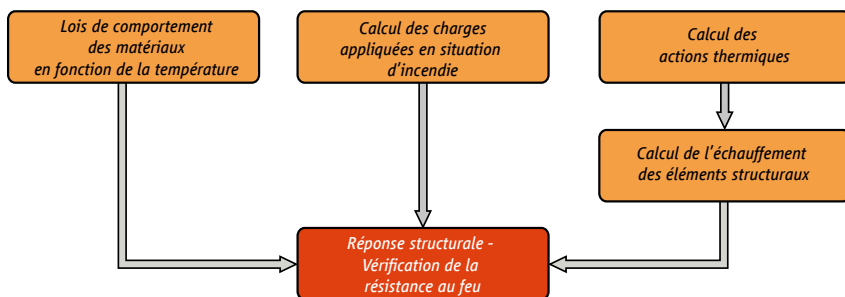 Lois de comportement
des matériaux
en fonction de la température
Calcul des charges
appliquées en situation
d’incendie
Calcul des
actions thermiques
Calcul de l’échauffement
des éléments structuraux
Réponse structurale -
Vérification de la
résistance au feu